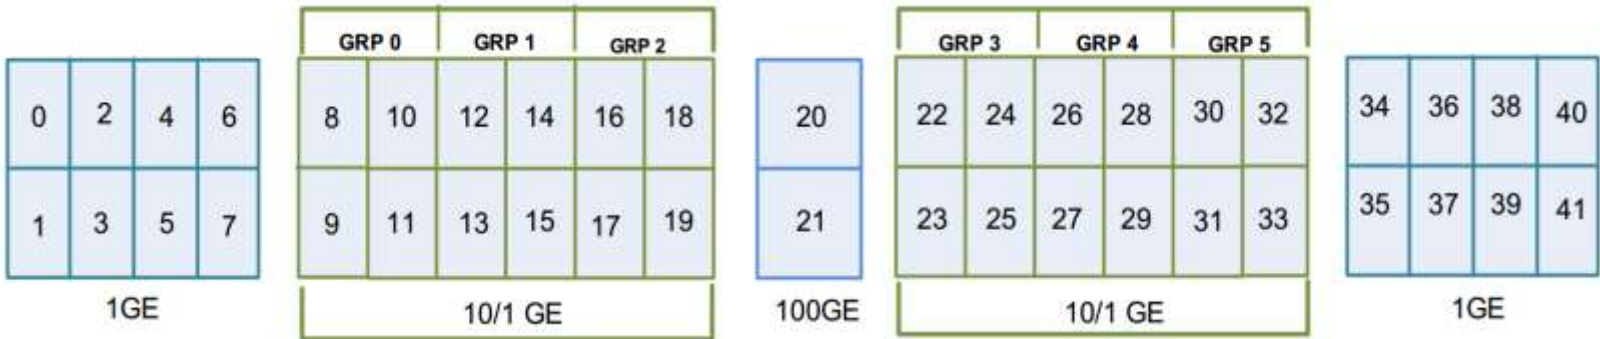 GRP 0 GRP 1 GRP 2 GRP 3 GRP 4 GRP 5
0 2 4 6 8 10 12 14 16 18 20 22 24 26 28 30 32 34 36 38 40
1 3 5 7 9 11 13 15 17 19 21 23 25 27 29 31 33 35 37 39 41
1GE 10/1 GE 100GE 10/1 GE 1GE